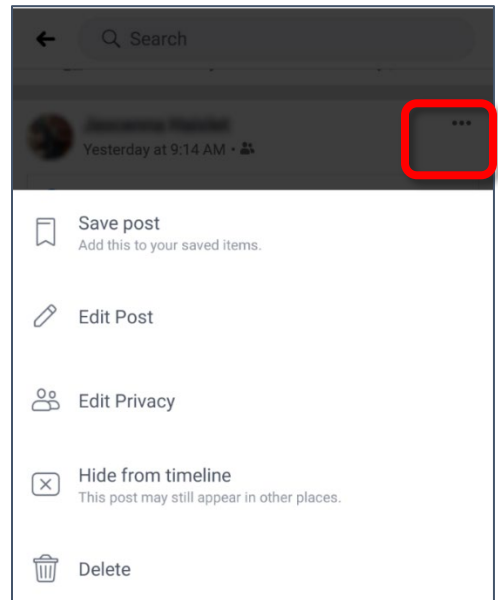 Search
Yesterday at 9:14 AM •
Save post
Add this to your saved items.
Edit Post
Edit Privacy
Hide from timeline
This post may still appear in other places.
Delete